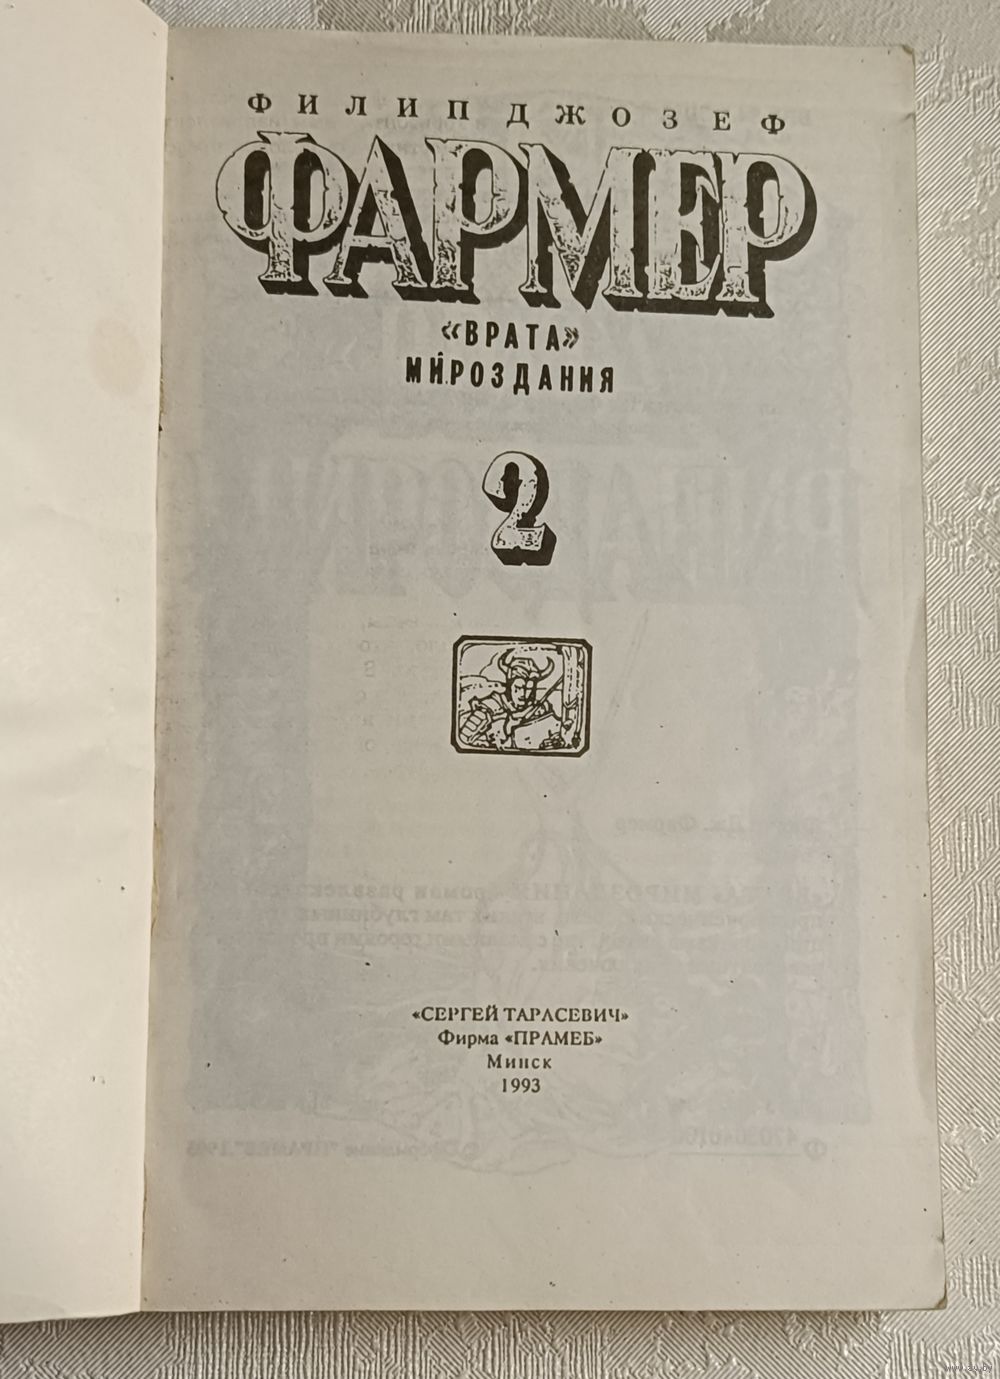 ФИЛИП ДЖОЗЕФ
ФАРМЕР
«ВРАТА»
МИРОЗДАНИЯ
2
«СЕРГЕЙ ТАРАСЕВИЧ»
Фирма «ПРАМЕБ»
Минск
1993